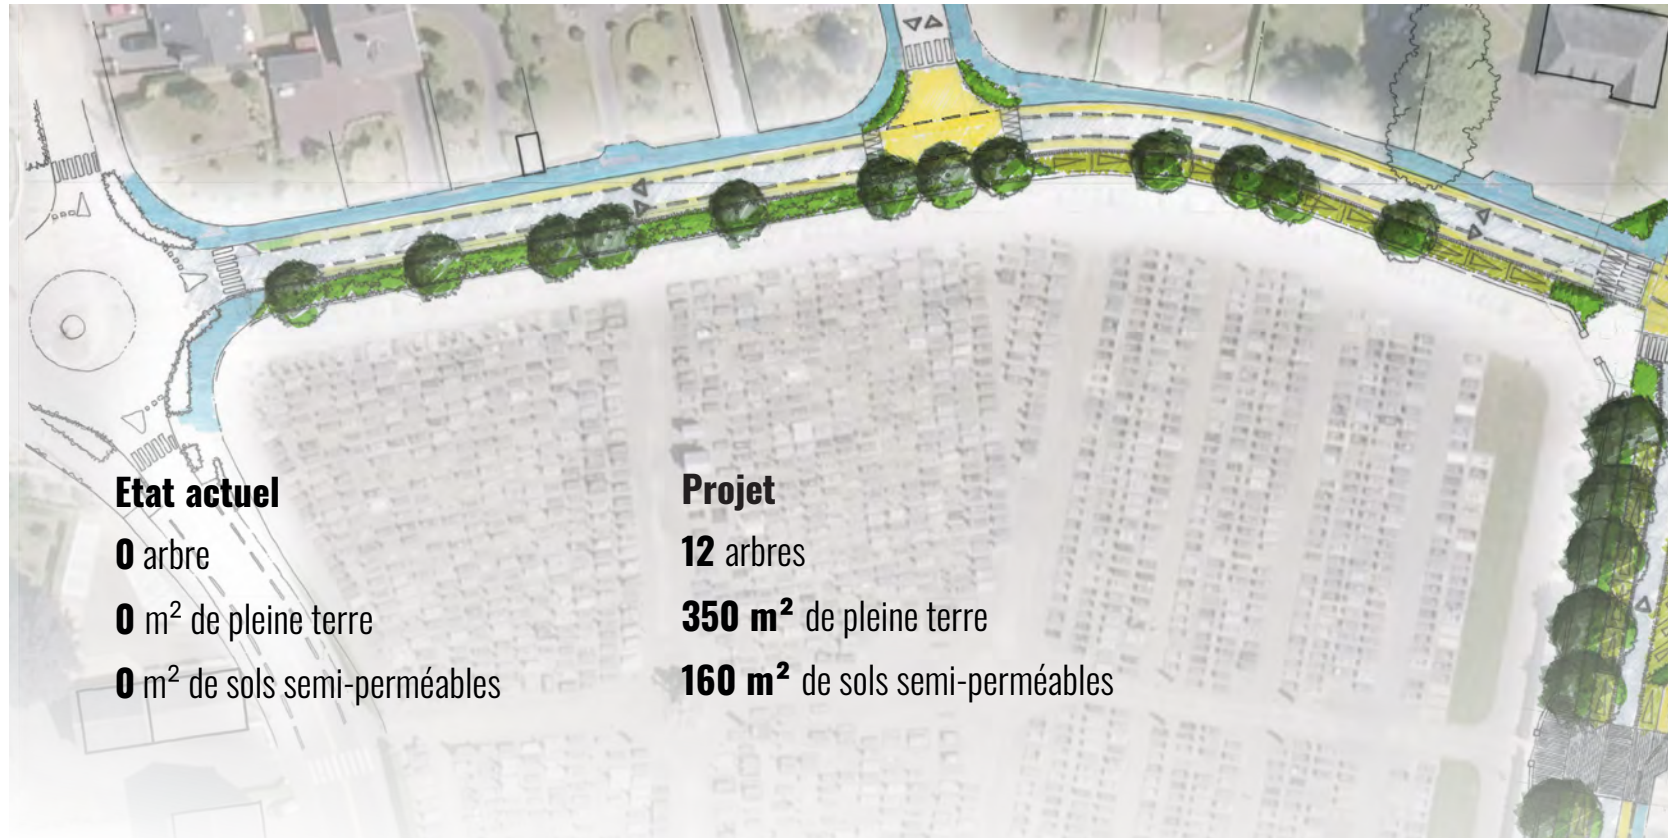 Etat actuel
0 arbre
0 m² de pleine terre
0 m² de sols semi-perméables
Projet
12 arbres
350 m² de pleine terre
160 m² de sols semi-perméables